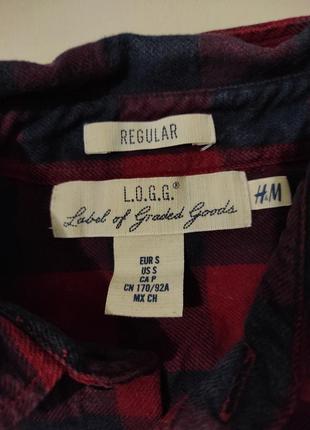 REGULAR
L.O.G.G.®
Label of Graded Goods
H&M
EUR S
US S
CA P
CN 170/92A
MX CH